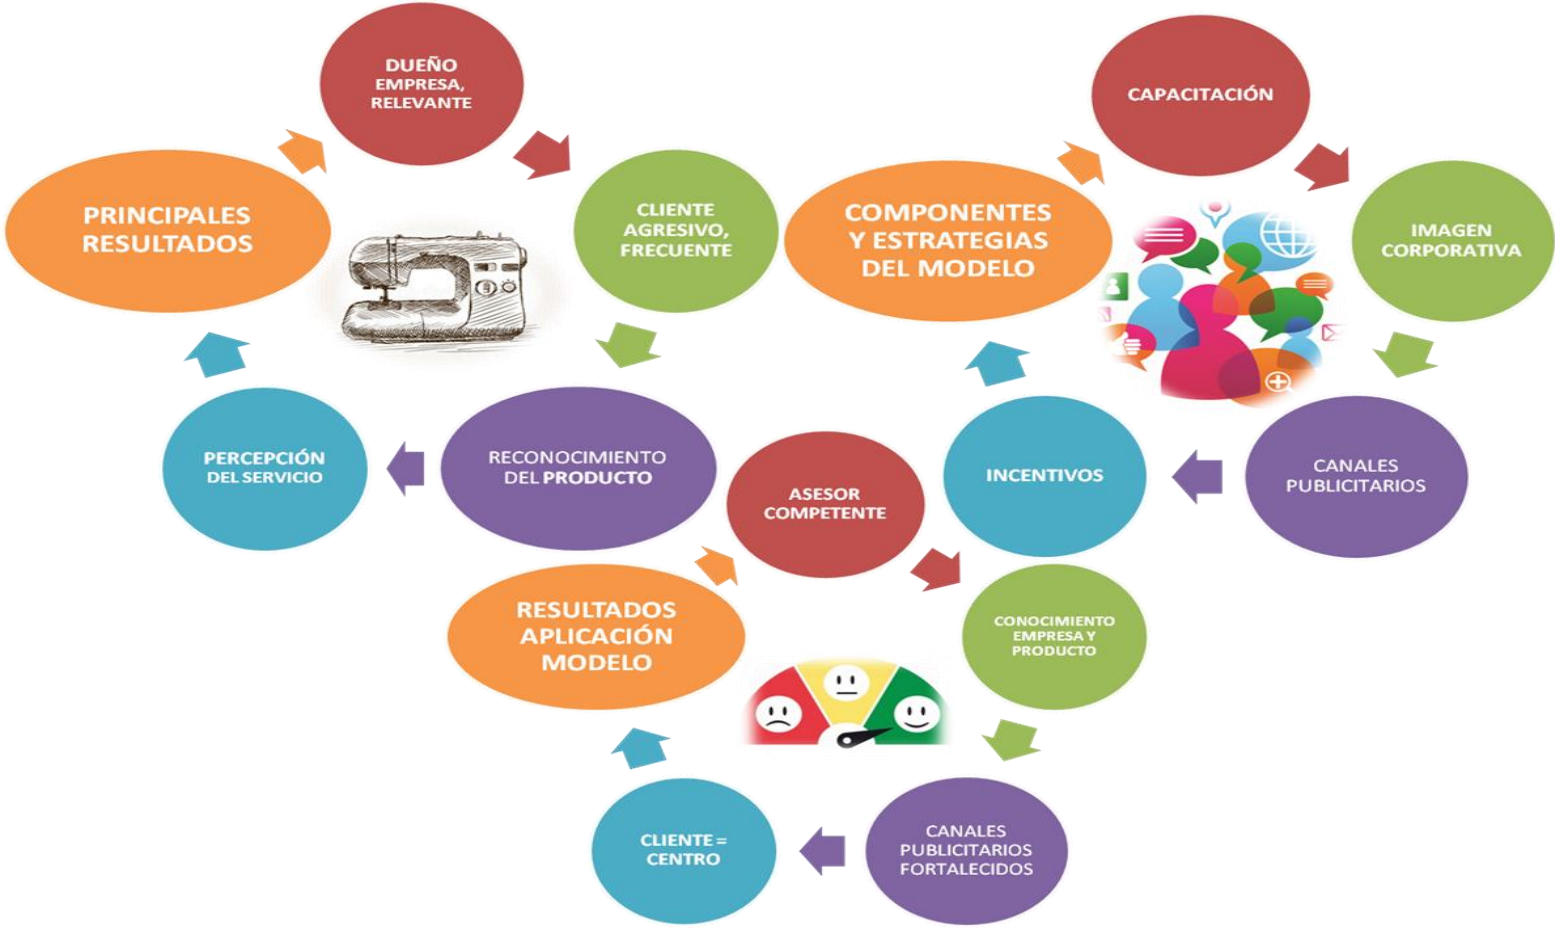 PRINCIPALES
RESULTADOS
DUEÑO
EMPRESA,
RELEVANTE
CLIENTE
AGRESIVO,
FRECUENTE
RECONOCIMIENTO
DEL PRODUCTO
PERCEPCIÓN
DEL SERVICIO
COMPONENTES
Y ESTRATEGIAS
DEL MODELO
CAPACITACIÓN
IMAGEN
CORPORATIVA
CANALES
PUBLICITARIOS
INCENTIVOS
RESULTADOS
APLICACIÓN
MODELO
ASESOR
COMPETENTE
CONOCIMIENTO
EMPRESA Y
PRODUCTO
CANALES
PUBLICITARIOS
FORTALECIDOS
CLIENTE =
CENTRO